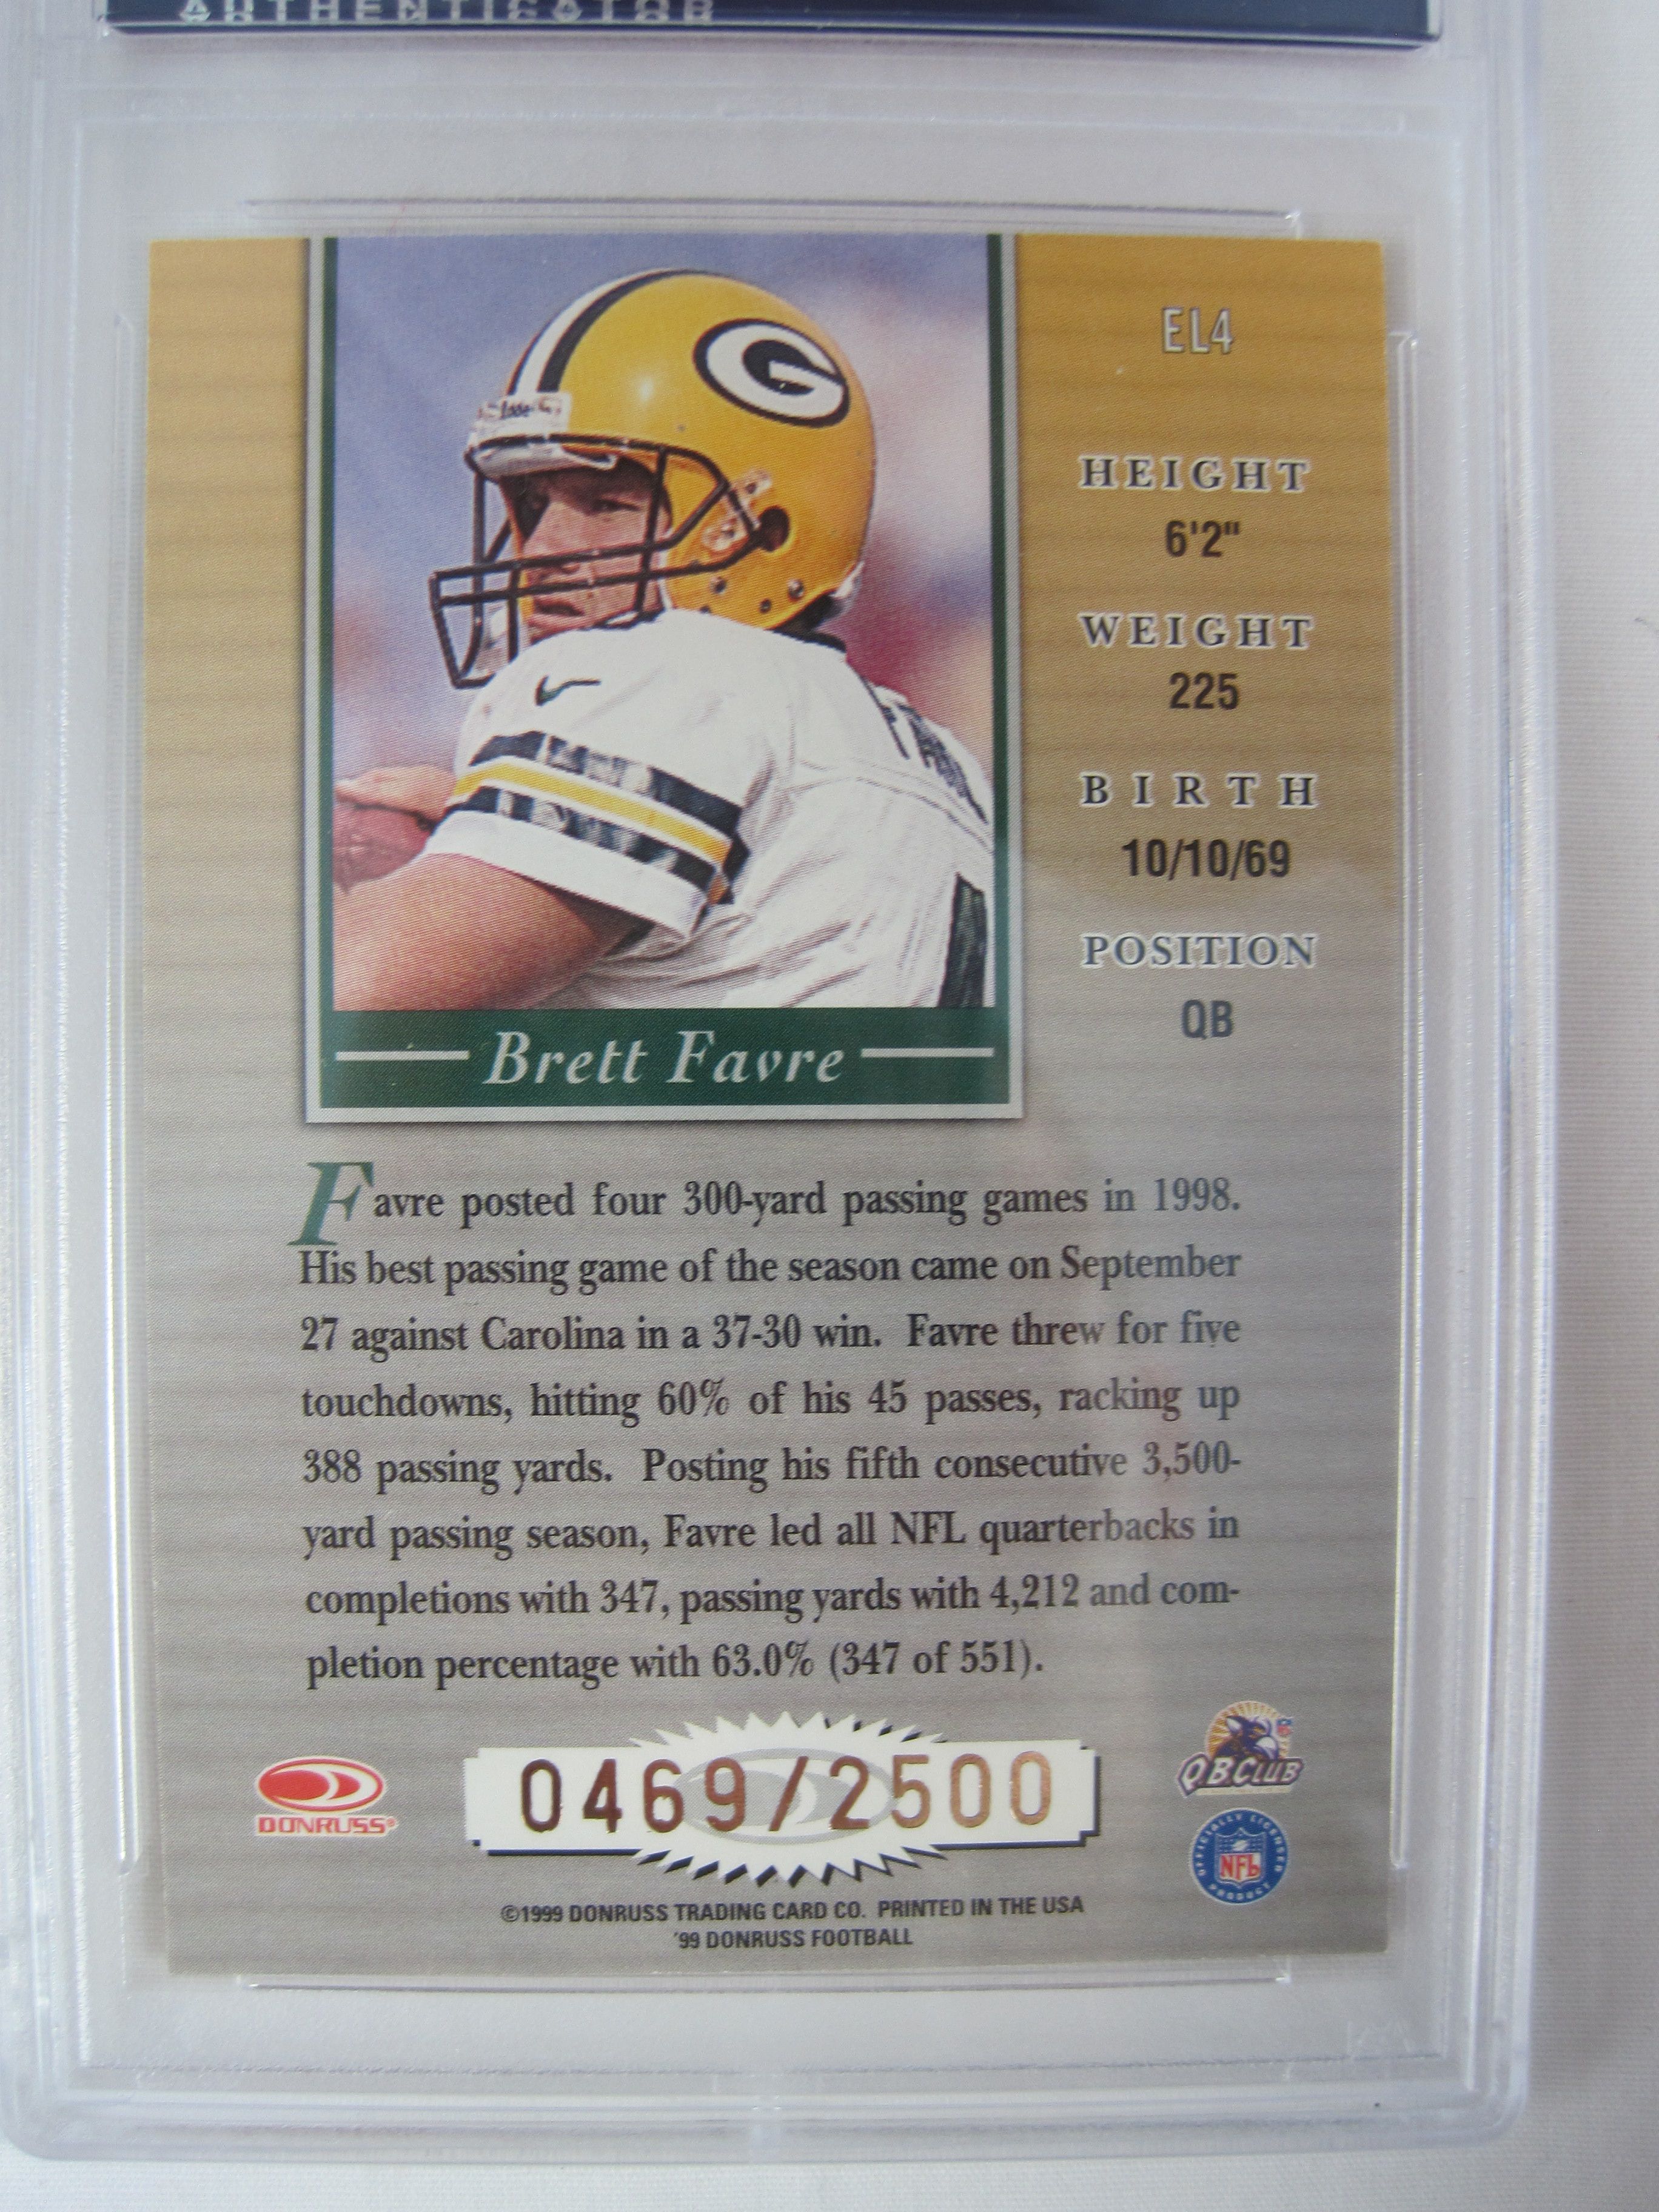 AUTHENTICATOR
EL4
HEIGHT
6'2"
WEIGHT
225
BIRTH
10/10/69
POSITION
QB
Brett Favre
Favre posted four 300-yard passing games in 1998.
His best passing game of the season came on September
27 against Carolina in a 37-30 win. Favre threw for five
touchdowns, hitting 60% of his 45 passes, racking up
388 passing yards. Posting his fifth consecutive 3,500-
yard passing season, Favre led all NFL quarterbacks in
completions with 347, passing yards with 4,212 and com-
pletion percentage with 63.0% (347 of 551).
DONRUSS®
0469/2500
QB CLUB
OFFICIALLY LICENSED
NFL
PRODUCT
©1999 DONRUSS TRADING CARD CO. PRINTED IN THE USA
'99 DONRUSS FOOTBALL